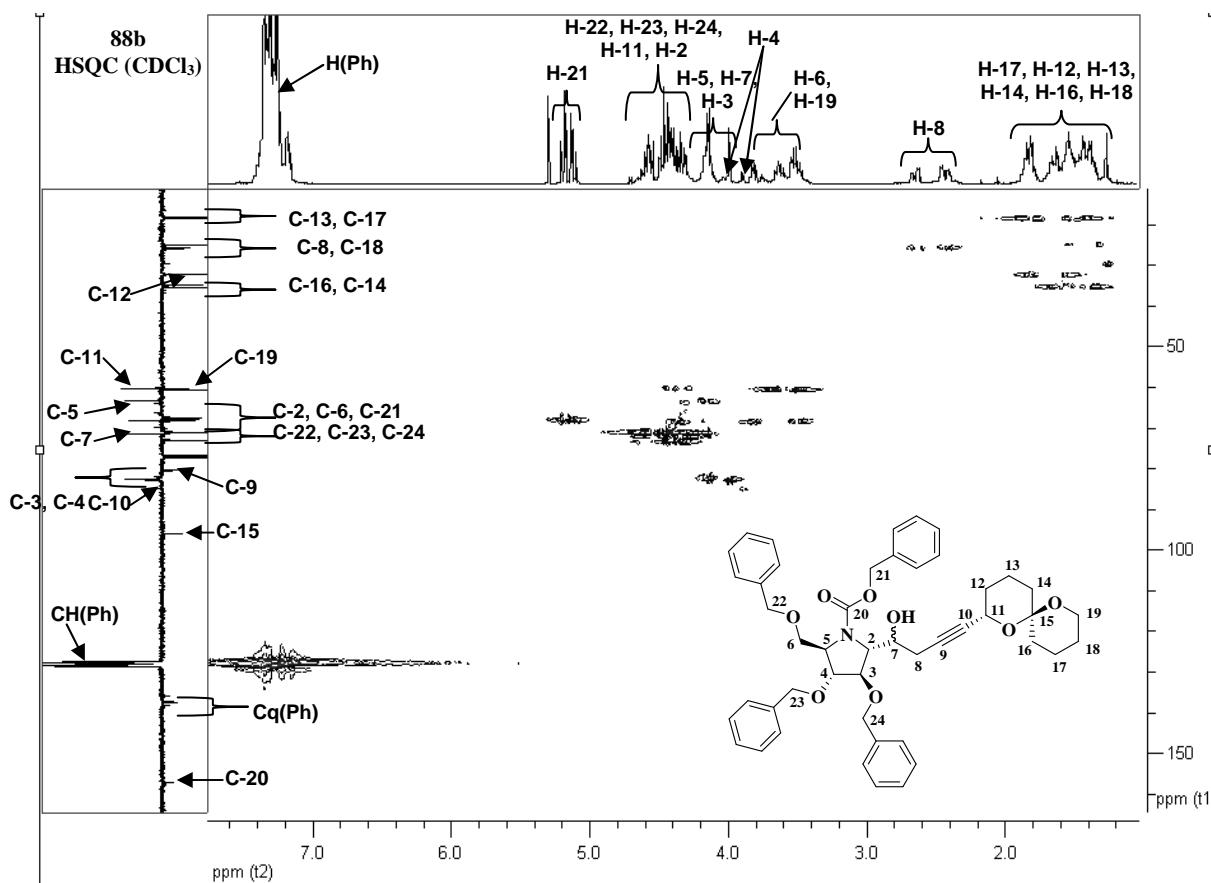 88b
HSQC (CDCl₃)
H(Ph)
H-21
H-22, H-23, H-24,
H-11, H-2
H-5, H-7,
H-3
H-4
H-6,
H-19
H-8
H-17, H-12, H-13,
H-14, H-16, H-18
C-13, C-17
C-8, C-18
C-12
C-16, C-14
C-11
C-19
C-5
C-2, C-6, C-21
C-7
C-22, C-23, C-24
C-9
C-3, C-4 C-10
C-15
CH(Ph)
Cq(Ph)
C-20
50
100
150
ppm (t1
21
O
O
20
22
O
OH
N
5
2
6
4
3
7
8
9
10
11
12
13
14
15
16
17
18
19
O
O
23
O
O
24
7.0 6.0 5.0 4.0 3.0 2.0
ppm (t2)